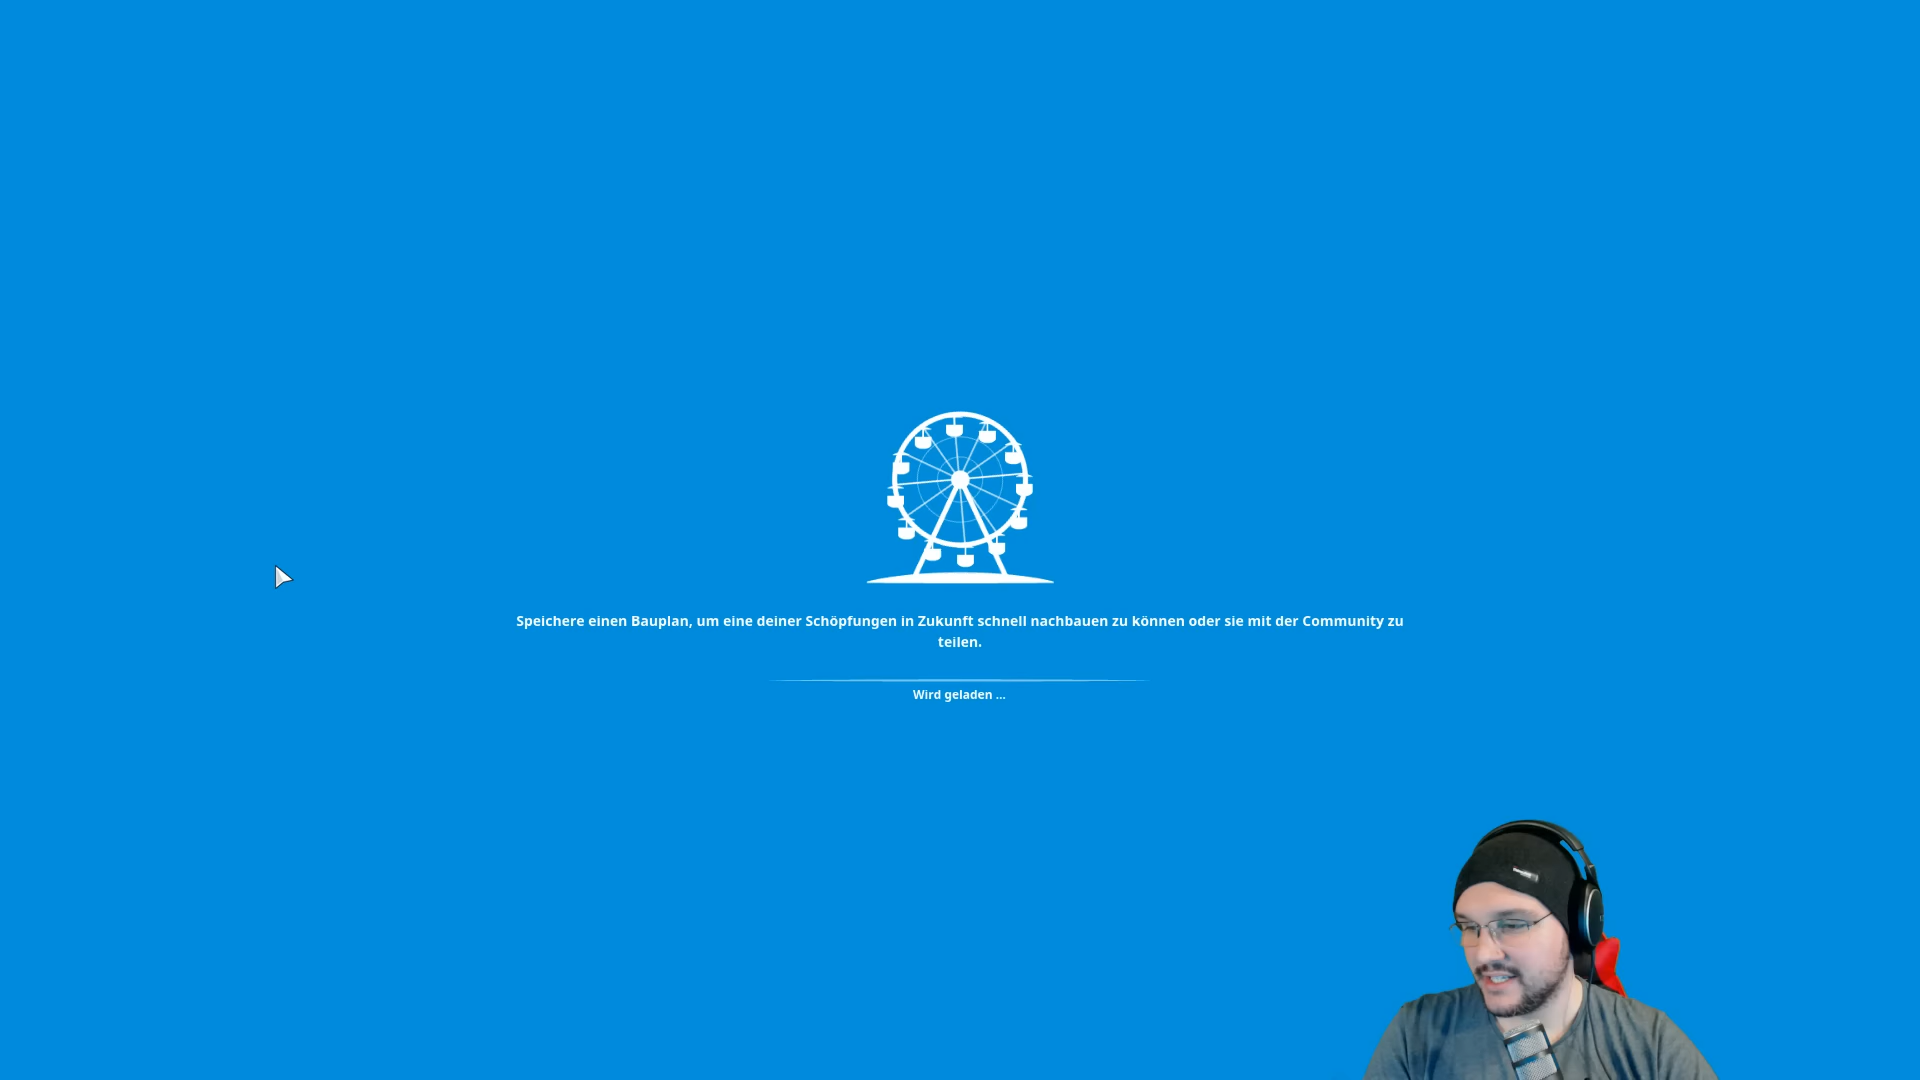 Speichere einen Bauplan, um eine deiner Schöpfungen in Zukunft schnell nachbauen zu können oder sie mit der Community zu
teilen.
Wird geladen ...